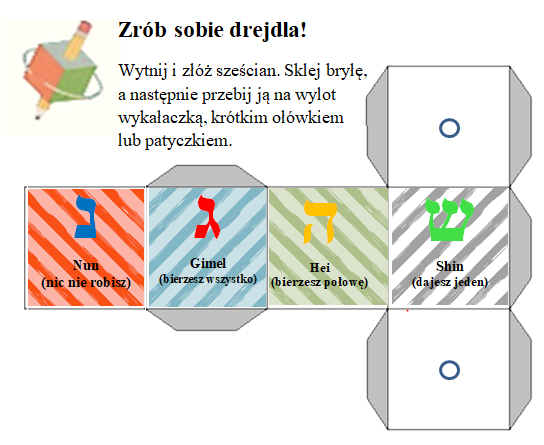 Zrób sobie drejdla!
Wytnij i złóż sześcian. Sklej bryłę,
a następnie przebij ją na wylot
wykałaczką, krótkim ołówkiem
lub patyczkiem.
נ
Nun
(nic nie robisz)
ג
Gimel
(bierzesz wszystko)
ה
Hei
(bierzesz połowę)
ש
Shin
(dajesz jeden)